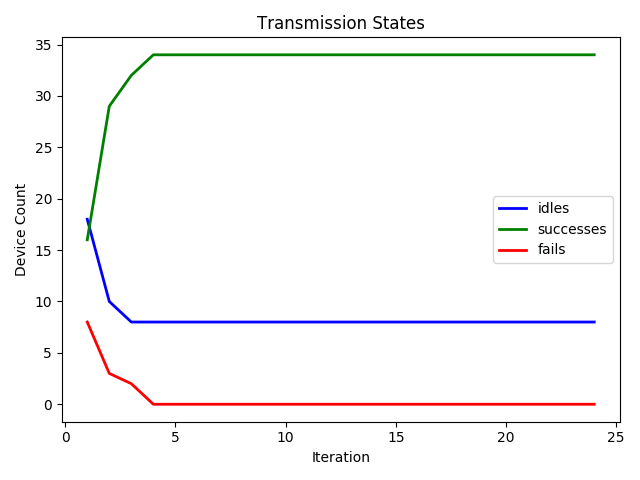 Transmission States
35
30
25
20
15
10
5
0
Device Count
idles
successes
fails
0 5 10 15 20 25
Iteration